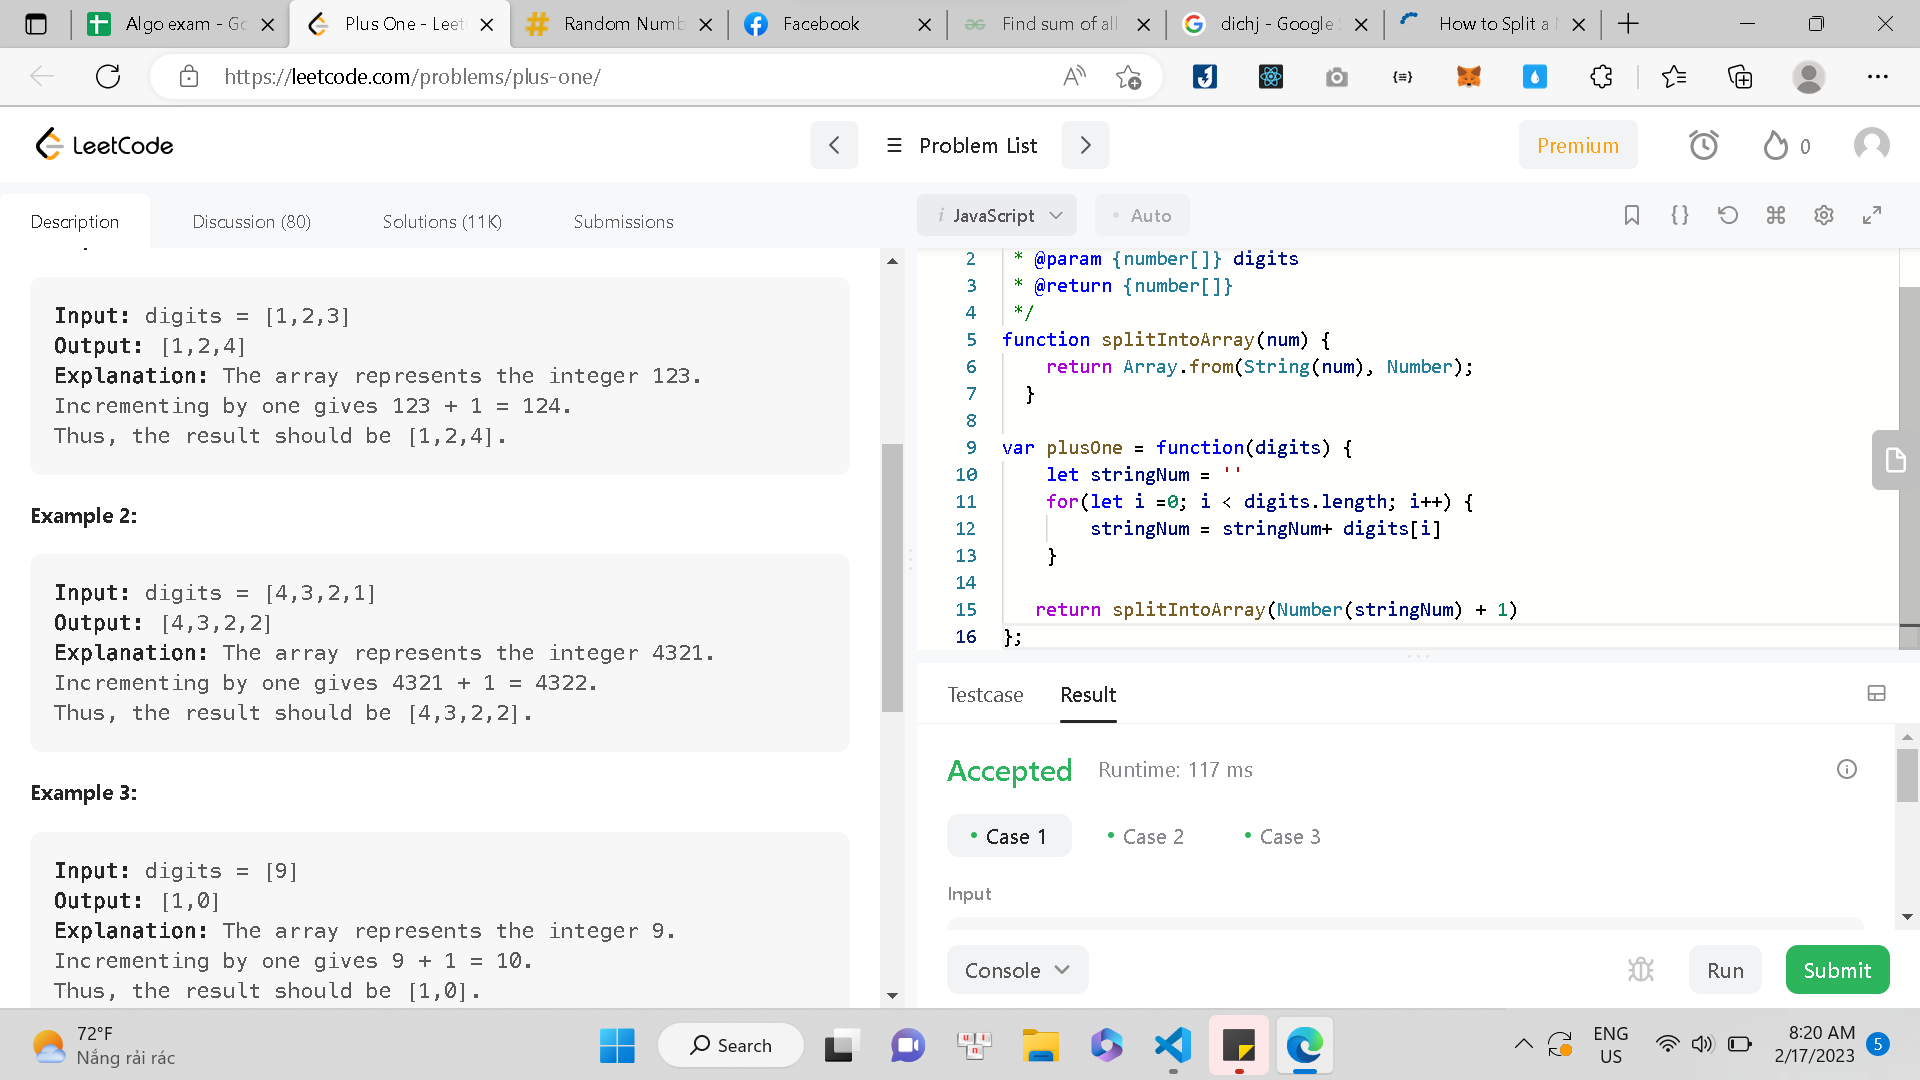 Algo exam - Go
Plus One - Leet
Random Numb
Facebook
Find sum of all
dichj - Google S
How to Split a N
https://leetcode.com/problems/plus-one/
LeetCode
Problem List
Premium
0
Description
Discussion (80)
Solutions (11K)
Submissions
i JavaScript
• Auto
Input: digits = [1,2,3]
Output: [1,2,4]
Explanation: The array represents the integer 123.
Incrementing by one gives 123 + 1 = 124.
Thus, the result should be [1,2,4].
Example 2:
Input: digits = [4,3,2,1]
Output: [4,3,2,2]
Explanation: The array represents the integer 4321.
Incrementing by one gives 4321 + 1 = 4322.
Thus, the result should be [4,3,2,2].
Example 3:
Input: digits = [9]
Output: [1,0]
Explanation: The array represents the integer 9.
Incrementing by one gives 9 + 1 = 10.
Thus, the result should be [1,0].
2 * @param {number[]} digits
3 * @return {number[]}
4 */
5 function splitIntoArray(num) {
6 return Array.from(String(num), Number);
7 }
8
9 var plusOne = function(digits) {
10 let stringNum = ''
11 for(let i =0; i < digits.length; i++) {
12 stringNum = stringNum+ digits[i]
13 }
14
15 return splitIntoArray(Number(stringNum) + 1)
16 };
Testcase
Result
Accepted
Runtime: 117 ms
• Case 1
• Case 2
• Case 3
Input
Console
Run
Submit
72°F
Nắng rải rác
Search
ENG
US
8:20 AM
2/17/2023
5